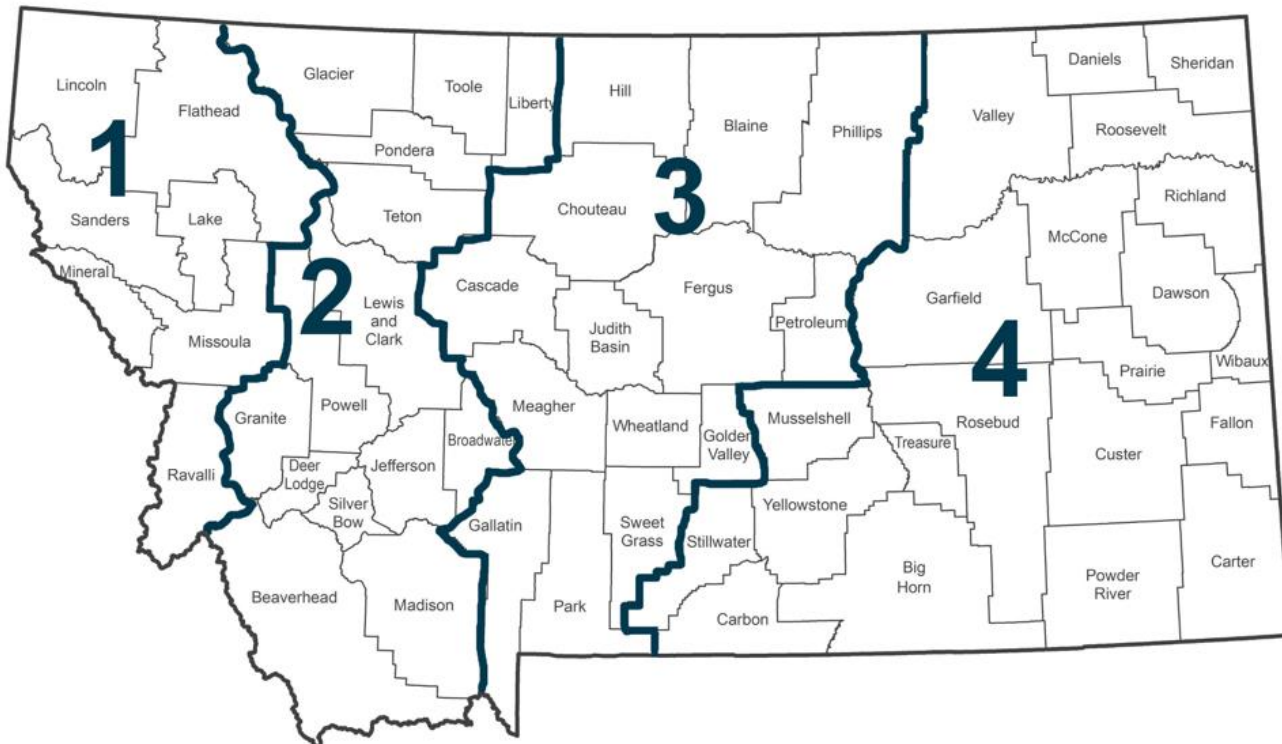 Lincoln
Flathead
1
Sanders
Lake
Mineral
Missoula
Ravalli
Glacier
Toole
Liberty
Pondera
Teton
2
Lewis
and
Clark
Granite
Powell
Deer
Lodge
Jefferson
Broadwater
Silver
Bow
Beaverhead
Madison
Hill
Blaine
Phillips
Chouteau
3
Cascade
Fergus
Judith
Basin
Petroleum
Meagher
Wheatland
Golden
Valley
Gallatin
Sweet
Grass
Park
Valley
Daniels
Sheridan
Roosevelt
Richland
McCone
Garfield
Dawson
4
Prairie
Wibaux
Musselshell
Rosebud
Treasure
Custer
Fallon
Yellowstone
Stillwater
Big
Horn
Carbon
Powder
River
Carter